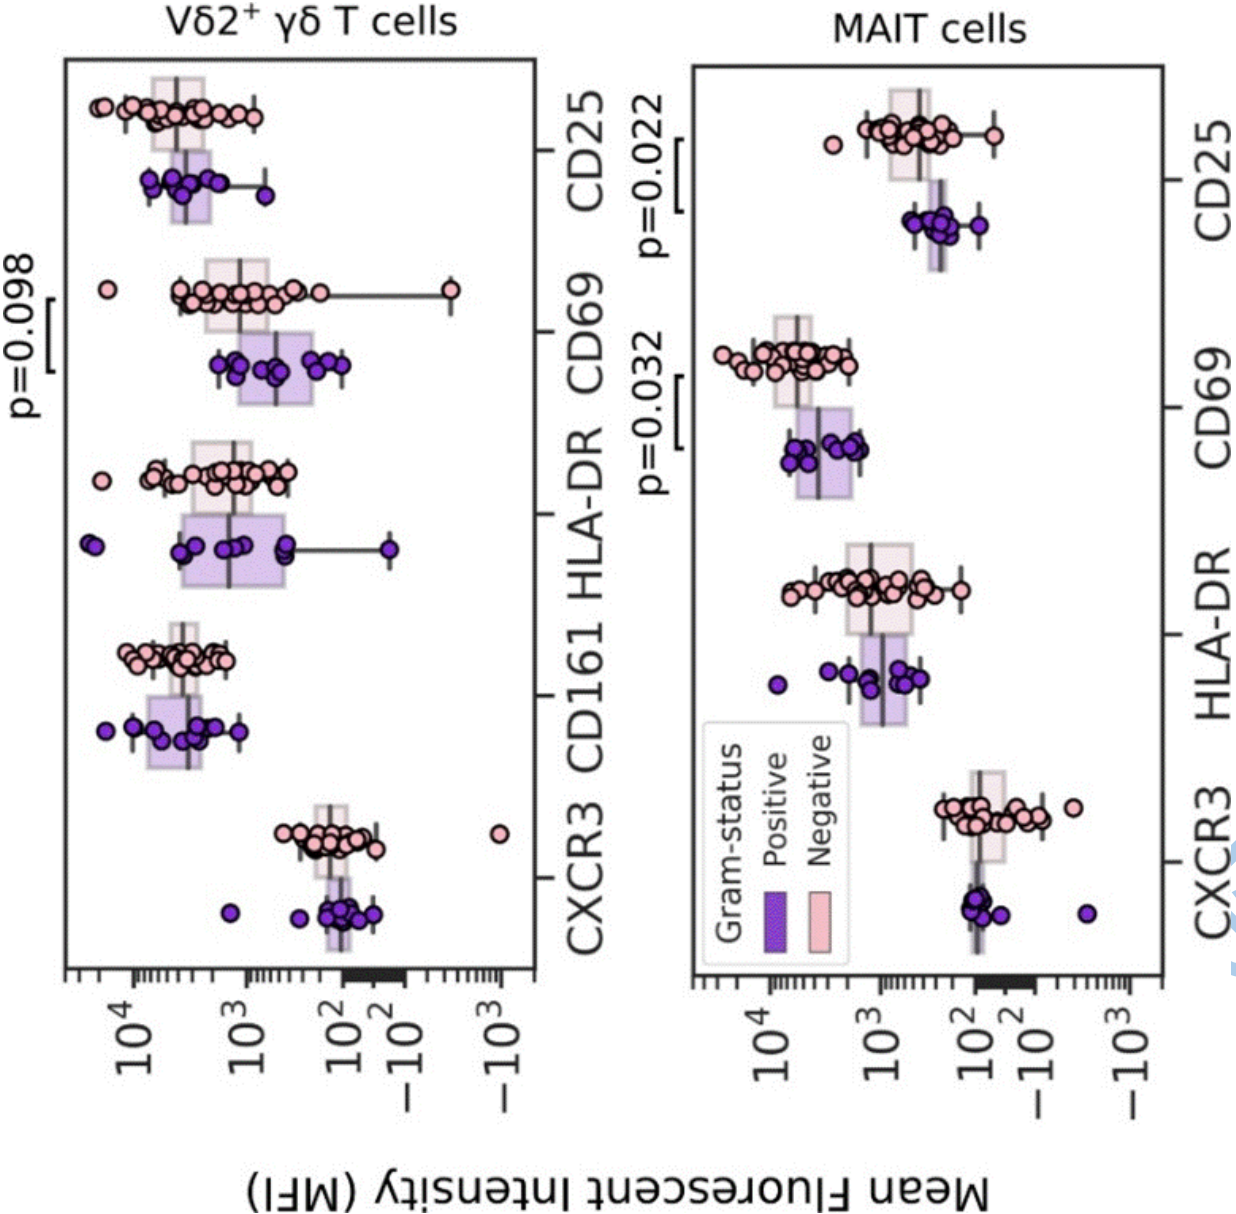 Mean Fluorescent Intensity (MFI)
Vδ2⁺ γδ T cells
p=0.098
10⁴
10³
10²
−10²
−10³
CXCR3 CD161 HLA-DR CD69 CD25
MAIT cells
p=0.032
p=0.022
10⁴
10³
10²
−10²
−10³
Gram-status
Positive
Negative
CXCR3 HLA-DR CD69 CD25